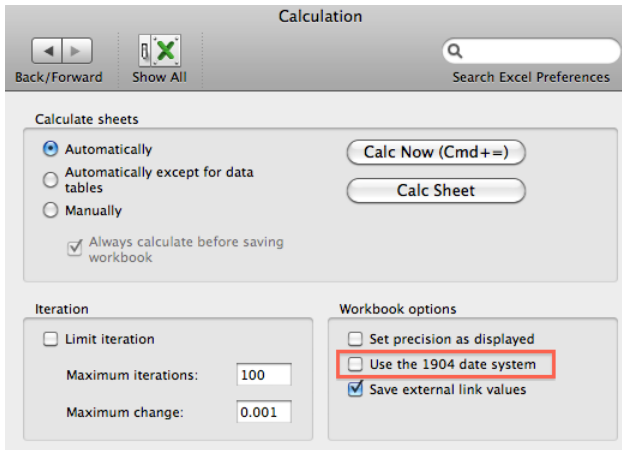 Calculation
Back/Forward
Show All
Search Excel Preferences
Calculate sheets
Automatically
Automatically except for data
tables
Manually
Always calculate before saving
workbook
Calc Now (Cmd+=)
Calc Sheet
Iteration
Limit iteration
Maximum iterations: 100
Maximum change: 0.001
Workbook options
Set precision as displayed
Use the 1904 date system
Save external link values